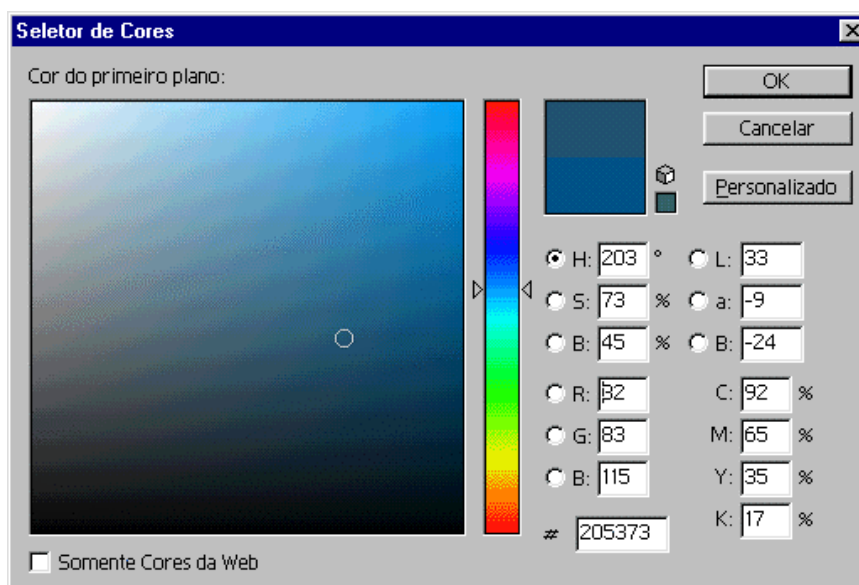 Seletor de Cores
Cor do primeiro plano:
OK
Cancelar
Personalizado
H: 203 ° L: 33
S: 73 % a: -9
B: 45 % B: -24
R: 32 C: 92 %
G: 83 M: 65 %
B: 115 Y: 35 %
# 205373 K: 17 %
Somente Cores da Web